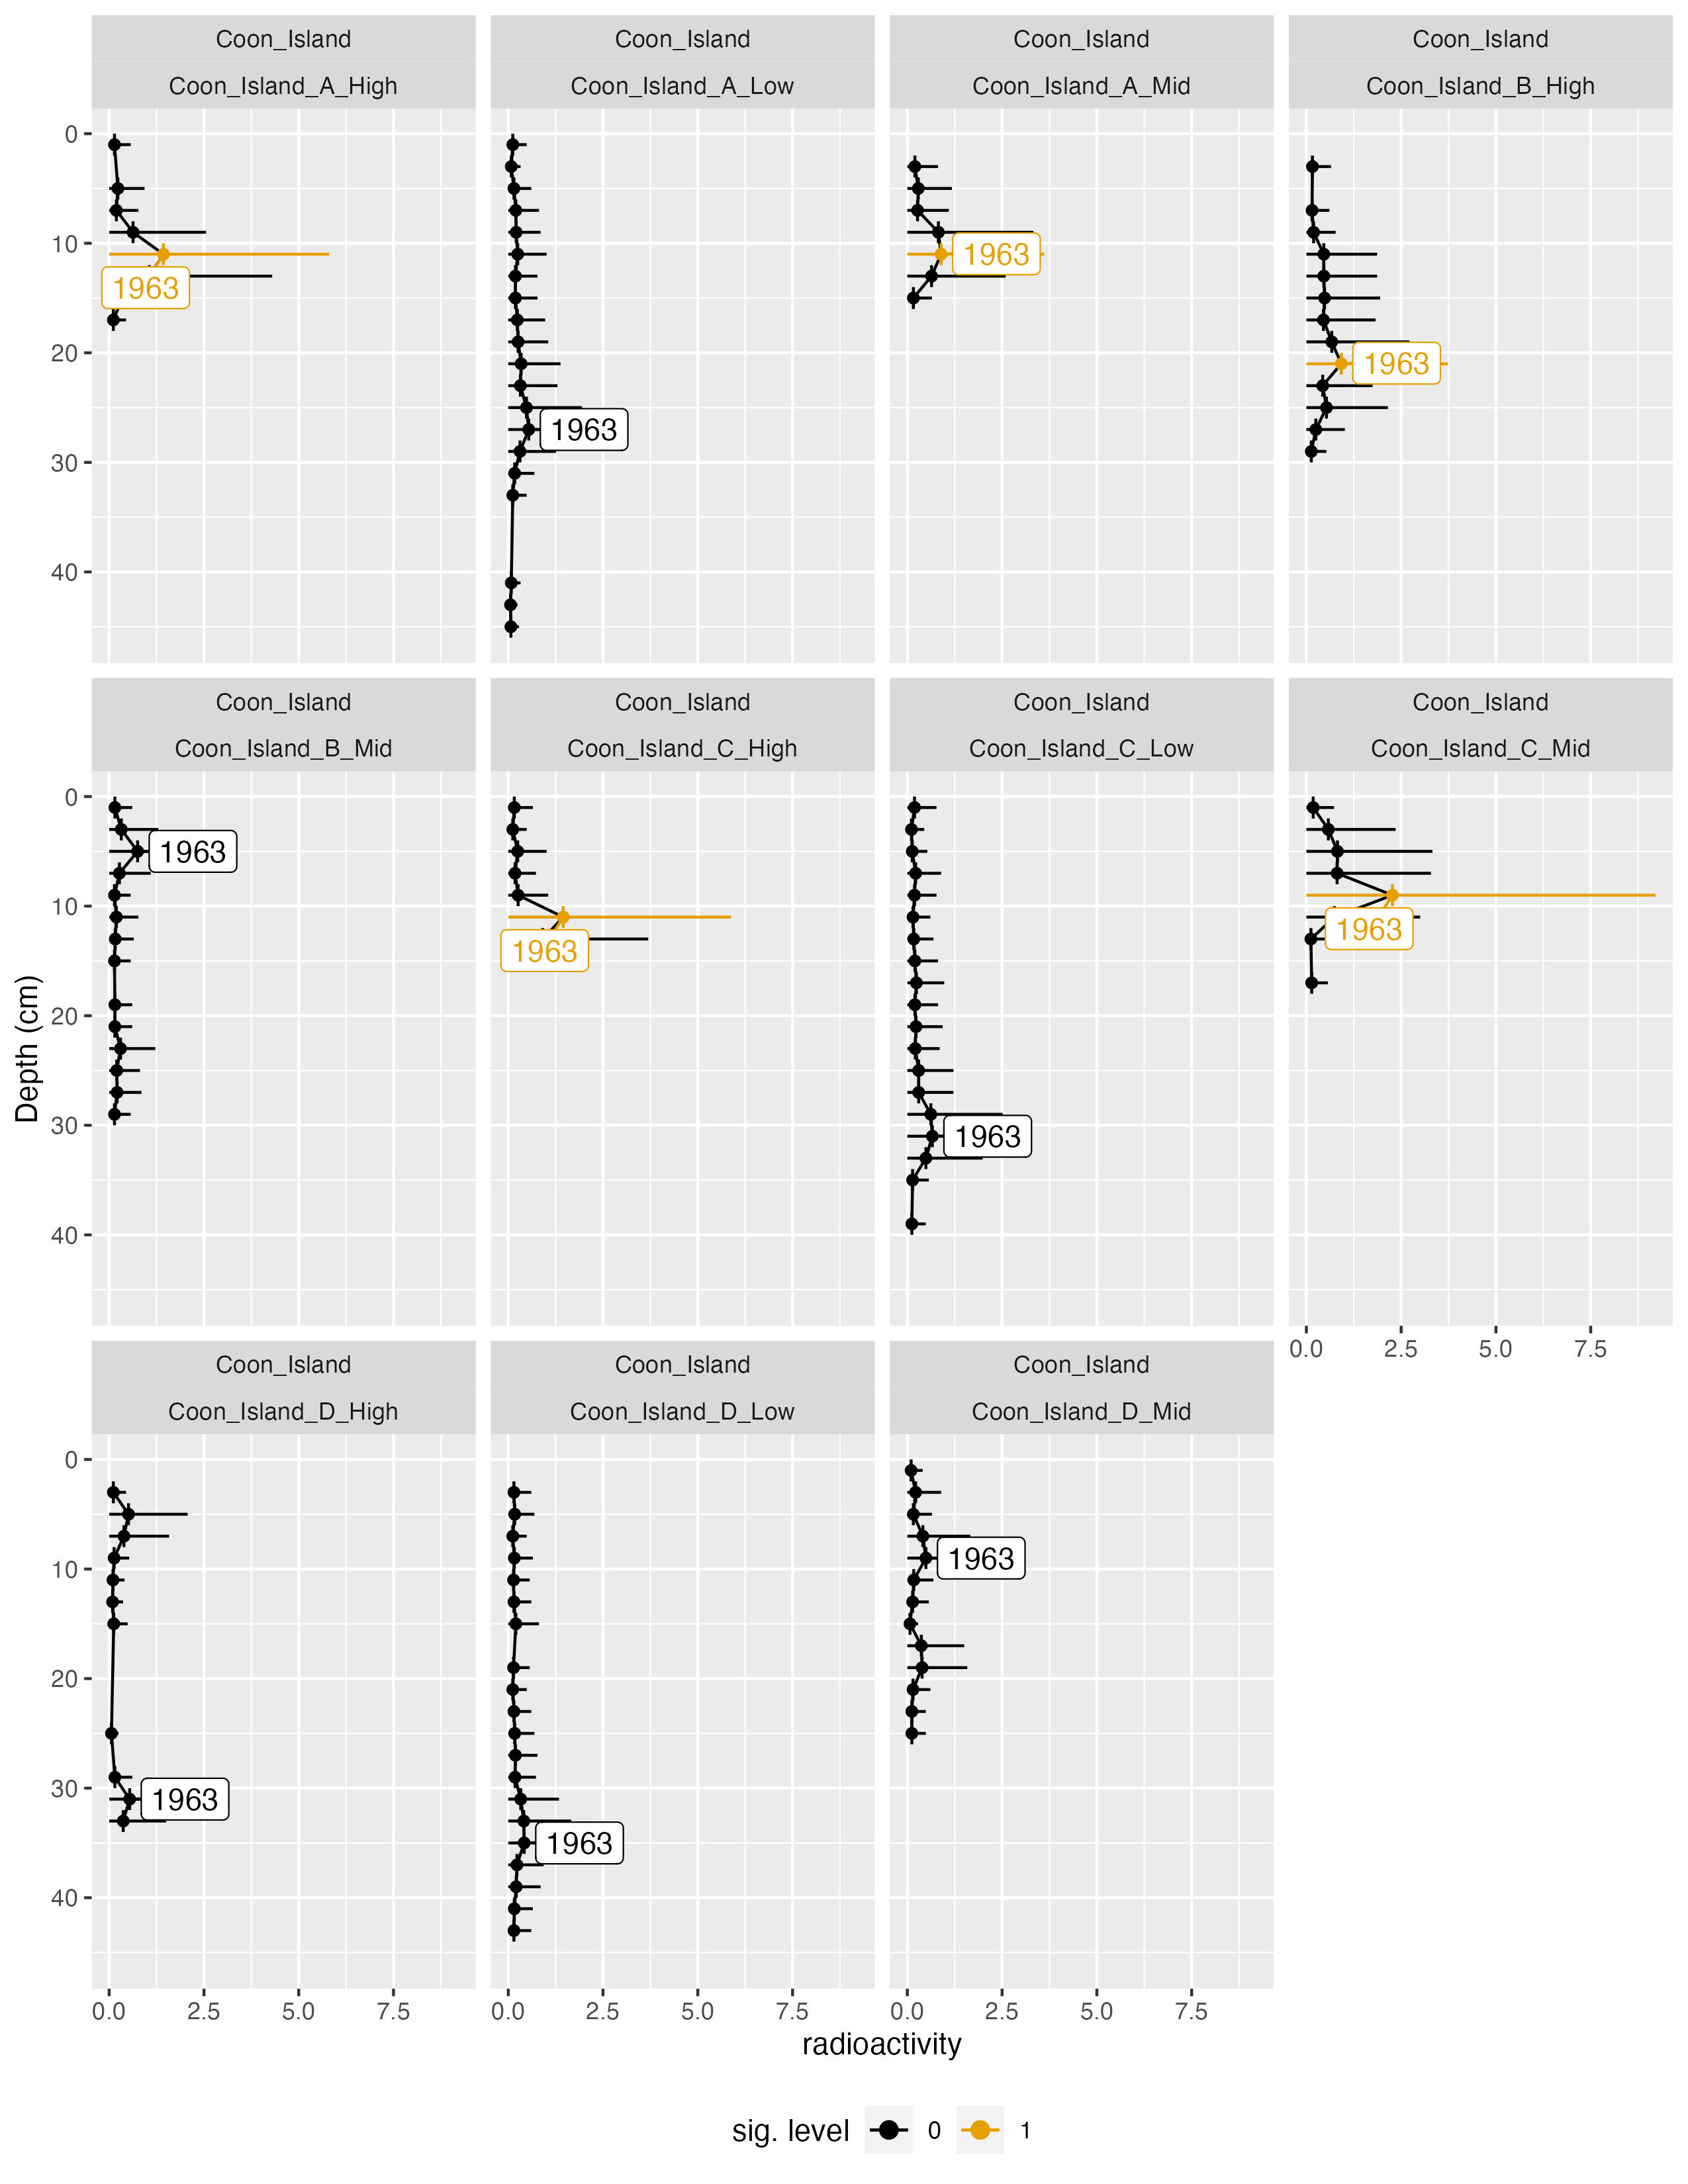 Coon_Island Coon_Island Coon_Island Coon_Island
Coon_Island_A_High Coon_Island_A_Low Coon_Island_A_Mid Coon_Island_B_High
0
10
1963 1963
20
1963
1963
30
40
Coon_Island Coon_Island Coon_Island Coon_Island
Coon_Island_B_Mid Coon_Island_C_High Coon_Island_C_Low Coon_Island_C_Mid
0
1963
10
1963 1963
20
30
1963
40
0.0 2.5 5.0 7.5
Depth (cm)
Coon_Island Coon_Island Coon_Island
Coon_Island_D_High Coon_Island_D_Low Coon_Island_D_Mid
0
10
1963
20
30
1963
1963
40
0.0 2.5 5.0 7.5 0.0 2.5 5.0 7.5 0.0 2.5 5.0 7.5
radioactivity
sig. level 0 1